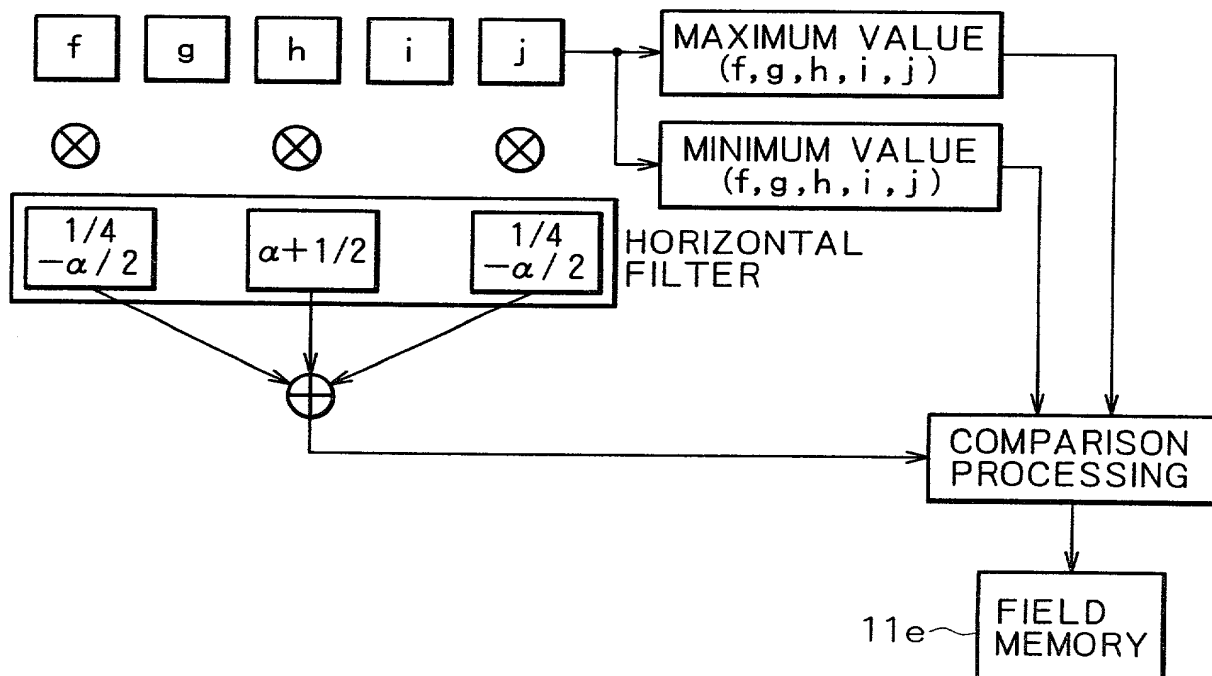 f g h i j
MAXIMUM VALUE
(f,g,h,i,j)
MINIMUM VALUE
(f,g,h,i,j)
1/4
-α/2
α+1/2
1/4
-α/2
HORIZONTAL
FILTER
COMPARISON
PROCESSING
FIELD
MEMORY
11e